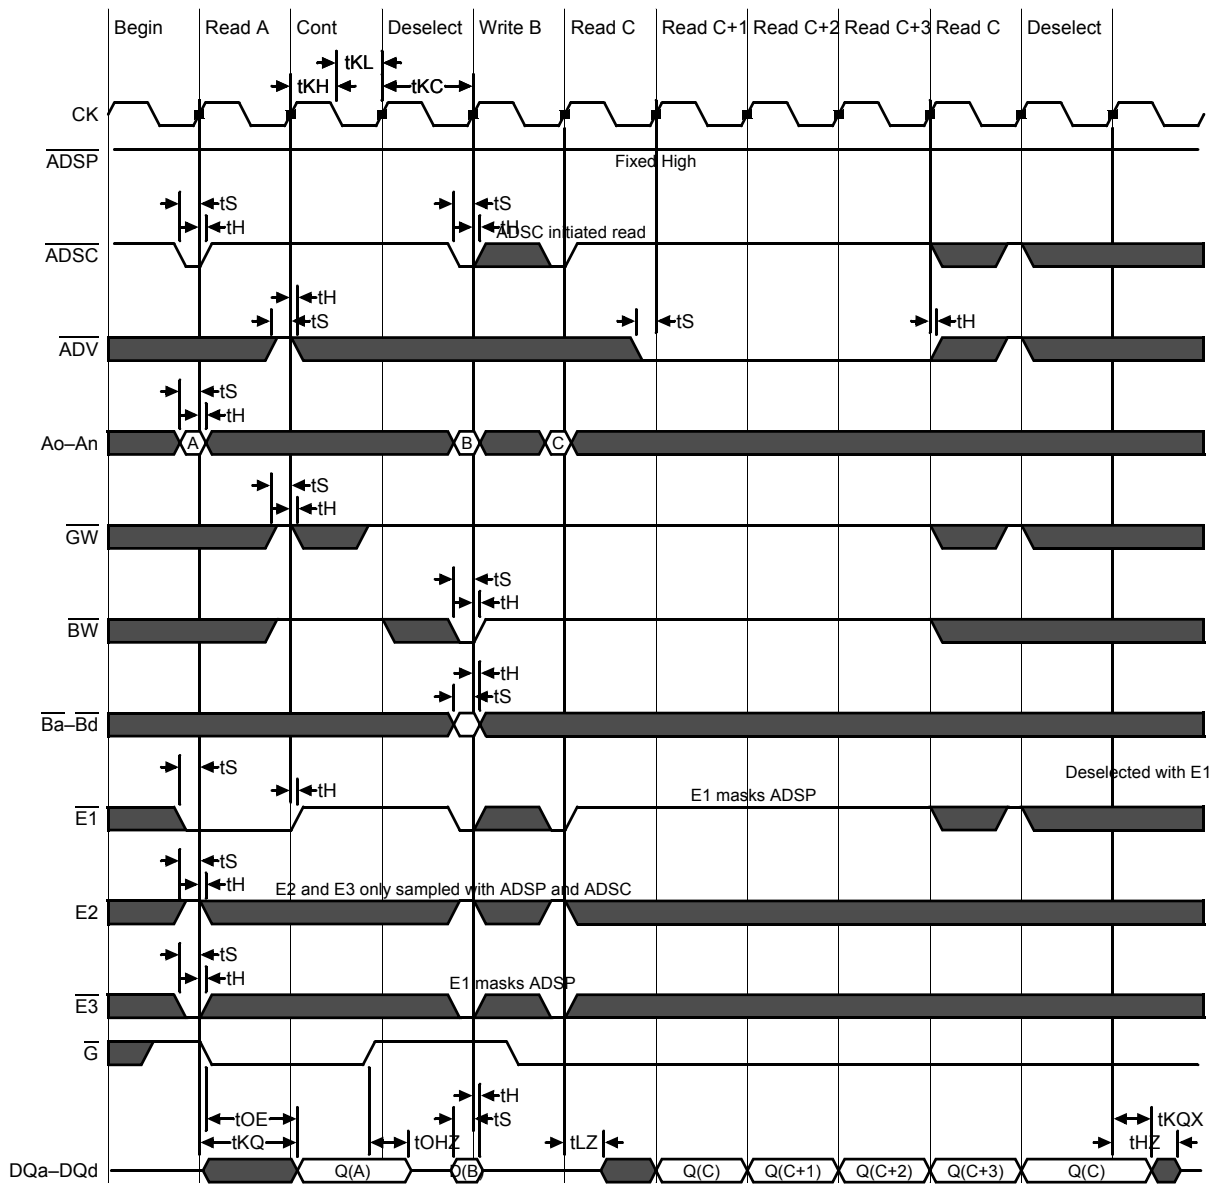 Begin Read A Cont Deselect Write B Read C Read C+1 Read C+2 Read C+3 Read C Deselect
tKL
tKH tKC
CK
ADSP Fixed High
tS tS
tH tH
ADSC initiated read
ADSC
tH
tS tS tH
ADV
tS
tH
Ao–An A B C
tS
tH
GW
tS
tH
BW
tH
tS
Ba–Bd
tS Deselected with E1
tH E1 masks ADSP
E1
tS
tH E2 and E3 only sampled with ADSP and ADSC
E2
tS
tH E1 masks ADSP
E3
G
tH
tOE tS tKQX
tKQ tOHZ tLZ tHZ
DQa–DQd Q(A) D(B) Q(C) Q(C+1) Q(C+2) Q(C+3) Q(C)